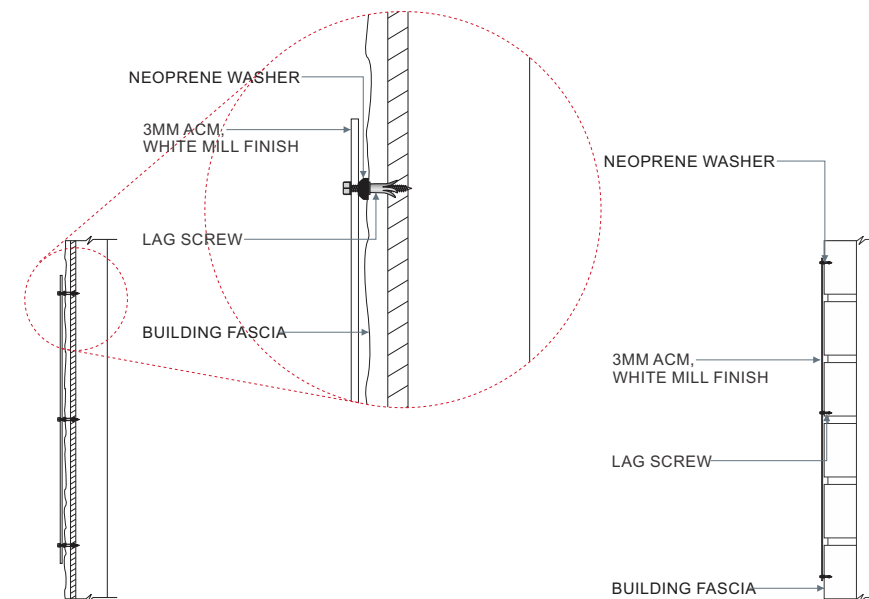 NEOPRENE WASHER
3MM ACM,
WHITE MILL FINISH
LAG SCREW
BUILDING FASCIA
NEOPRENE WASHER
3MM ACM,
WHITE MILL FINISH
LAG SCREW
BUILDING FASCIA